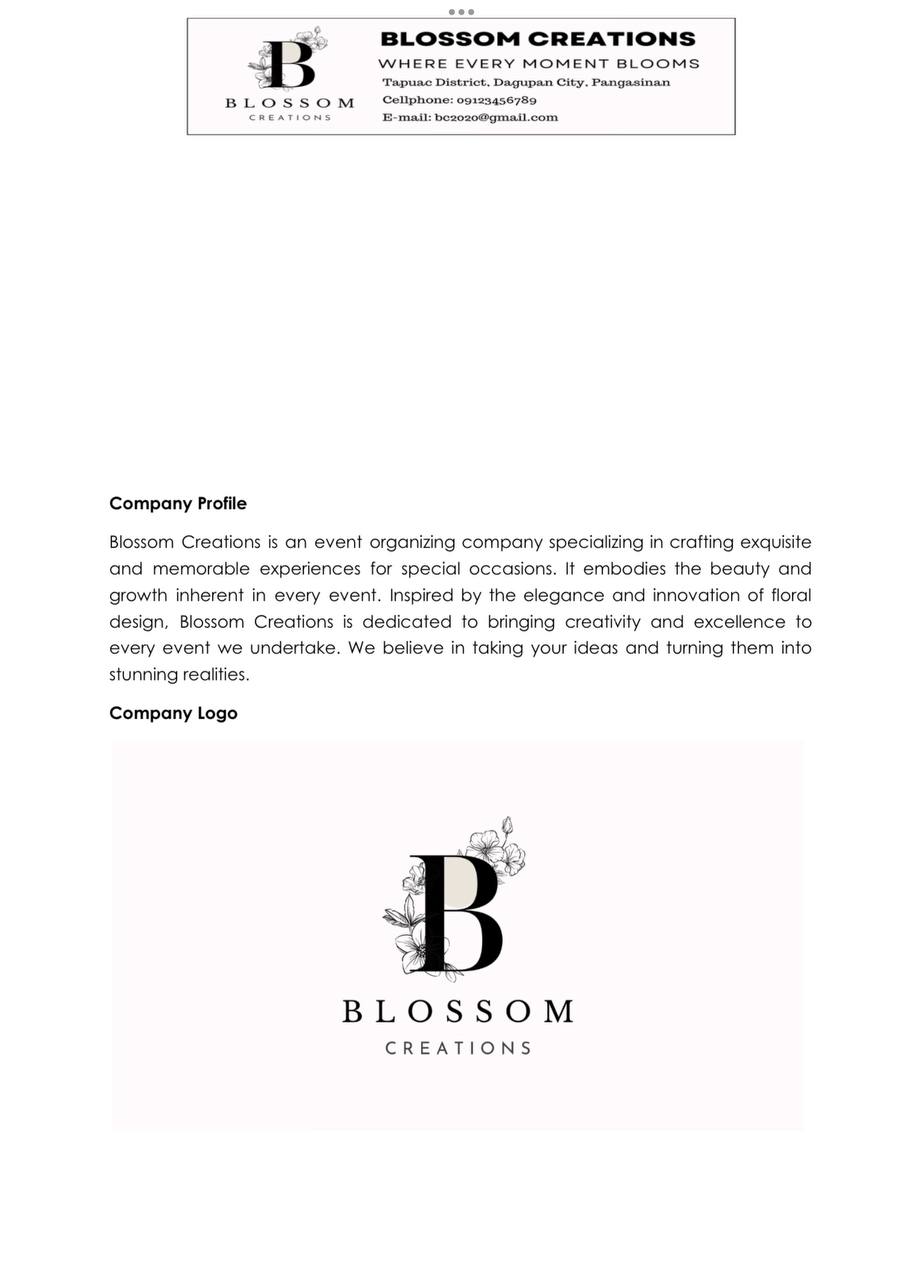 B
BLOSSOM
CREATIONS
BLOSSOM CREATIONS
WHERE EVERY MOMENT BLOOMS
Tapuac District, Dagupan City, Pangasinan
Cellphone: 09123456789
E-mail: bc2020@gmail.com
Company Profile
Blossom Creations is an event organizing company specializing in crafting exquisite
and memorable experiences for special occasions. It embodies the beauty and
growth inherent in every event. Inspired by the elegance and innovation of floral
design, Blossom Creations is dedicated to bringing creativity and excellence to
every event we undertake. We believe in taking your ideas and turning them into
stunning realities.
Company Logo
B
BLOSSOM
CREATIONS